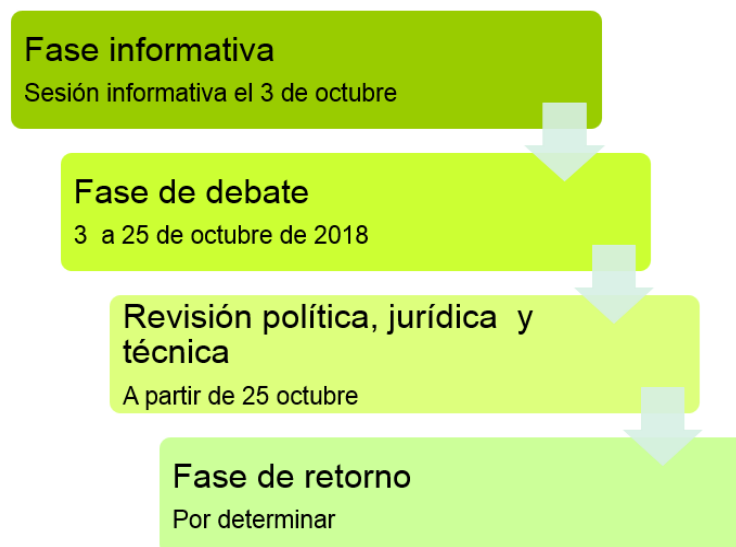 Fase informativa
Sesión informativa el 3 de octubre
Fase de debate
3  a 25 de octubre de 2018
Revisión política, jurídica  y
técnica
A partir de 25 octubre
Fase de retorno
Por determinar